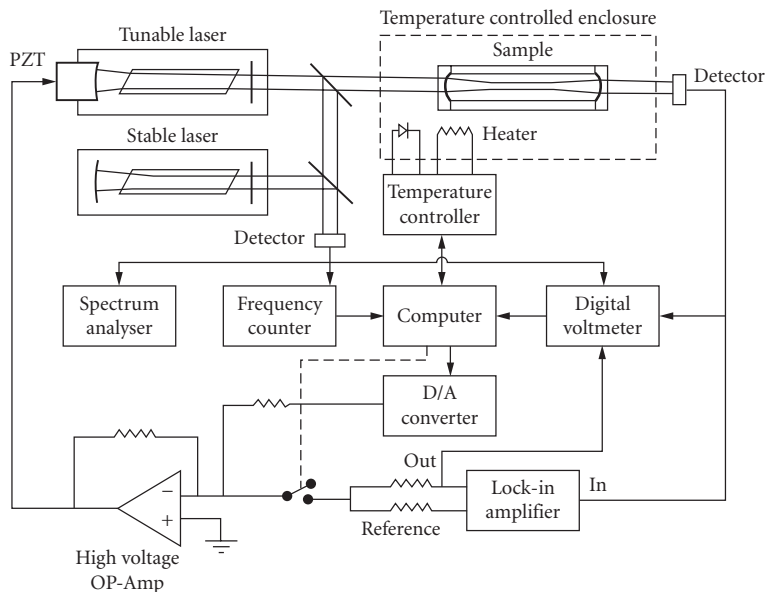 Temperature controlled enclosure
Tunable laser
Sample
PZT
Detector
Stable laser
Heater
Temperature
controller
Detector
Spectrum
analyser
Frequency
counter
Computer
Digital
voltmeter
D/A
converter
Out
Lock-in
amplifier
In
Reference
−
+
High voltage
OP-Amp